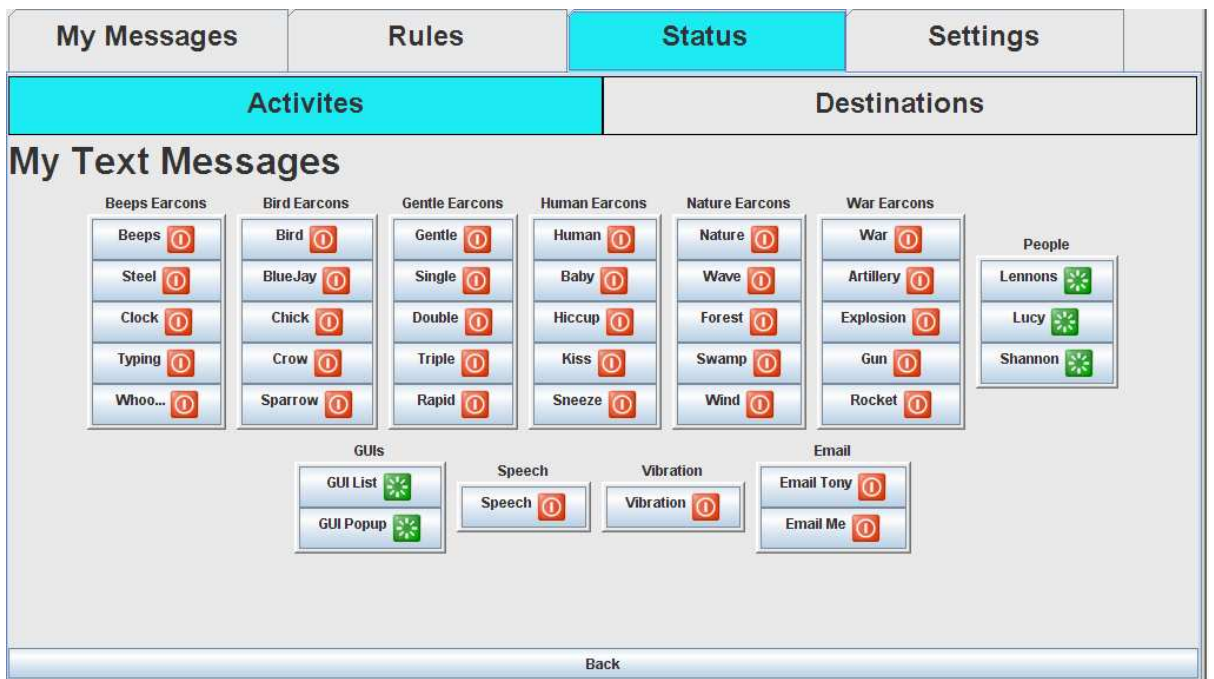 My Messages Rules Status Settings
Activites Destinations
My Text Messages
Beeps Earcons Bird Earcons Gentle Earcons Human Earcons Nature Earcons War Earcons
Beeps Bird Gentle Human Nature War
People
Steel BlueJay Single Baby Wave Artillery Lennons
Clock Chick Double Hiccup Forest Explosion Lucy
Typing Crow Triple Kiss Swamp Gun Shannon
Whoo... Sparrow Rapid Sneeze Wind Rocket
GUIs Email
Speech Vibration
GUI List Email Tony
Speech Vibration
GUI Popup Email Me
Back